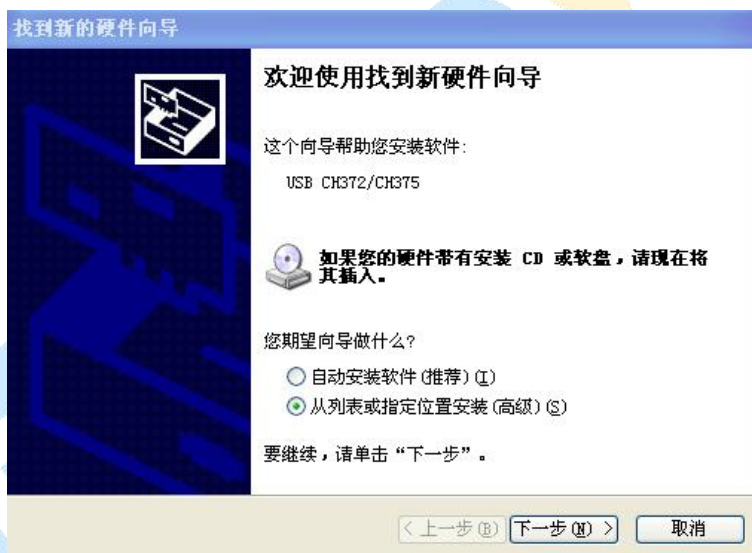 找到新的硬件向导
欢迎使用找到新硬件向导
这个向导帮助您安装软件:
USB CH372/CH375
如果您的硬件带有安装 CD 或软盘，请现在将
其插入。
您期望向导做什么?
自动安装软件(推荐)(I)
从列表或指定位置安装(高级)(S)
要继续，请单击“下一步”。
< 上一步(B) 下一步(N) > 取消